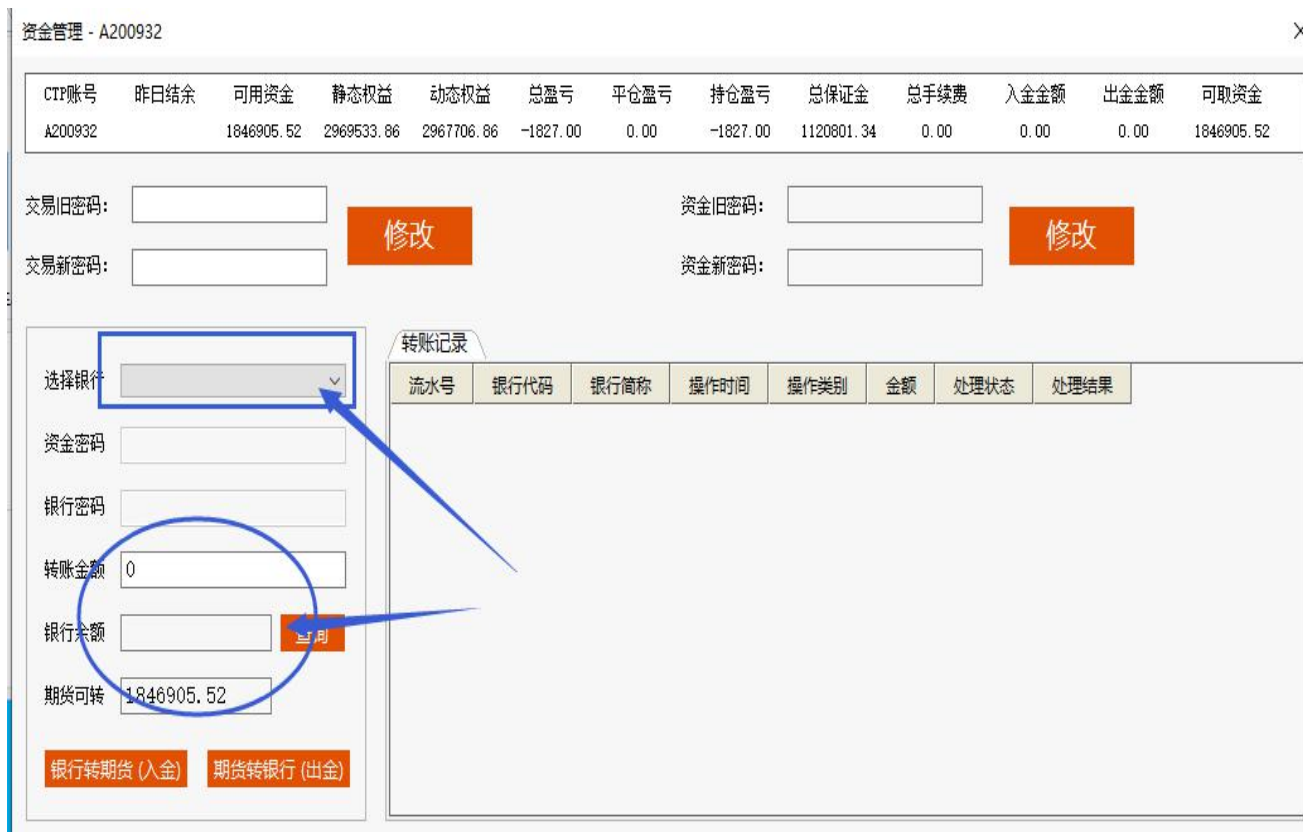 资金管理 - A200932
CTP账号 昨日结余 可用资金 静态权益 动态权益 总盈亏 平仓盈亏 持仓盈亏 总保证金 总手续费 入金金额 出金金额 可取资金
A200932 1846905.52 2969533.86 2967706.86 -1827.00 0.00 -1827.00 1120801.34 0.00 0.00 0.00 1846905.52
交易旧密码: 修改 资金旧密码: 修改
交易新密码: 资金新密码:
转账记录
选择银行 流水号 银行代码 银行简称 操作时间 操作类别 金额 处理状态 处理结果
资金密码
银行密码
转账金额 0
银行余额 查询
期货可转 1846905.52
银行转期货(入金) 期货转银行(出金)